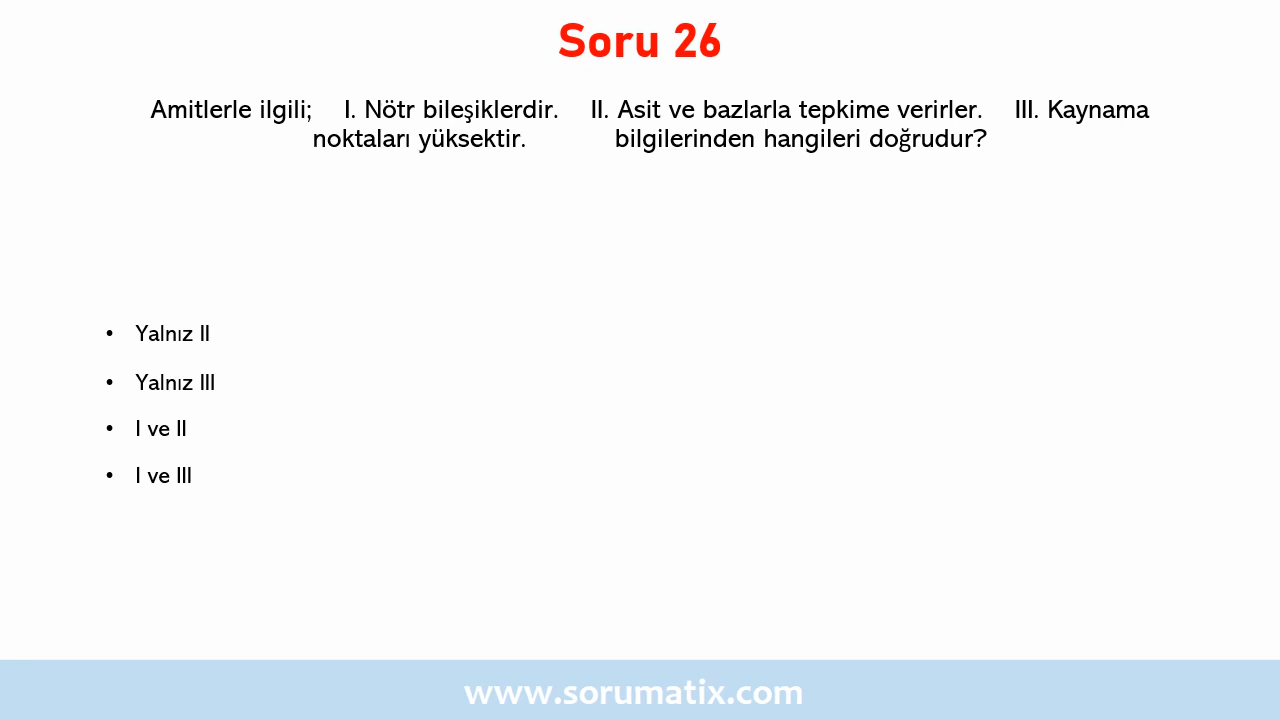 Soru 26
Amitlerle ilgili; I. Nötr bileşiklerdir. II. Asit ve bazlarla tepkime verirler. III. Kaynama
noktaları yüksektir. bilgilerinden hangileri doğrudur?
• Yalnız II
• Yalnız III
• I ve II
• I ve III
www.sorumatix.com